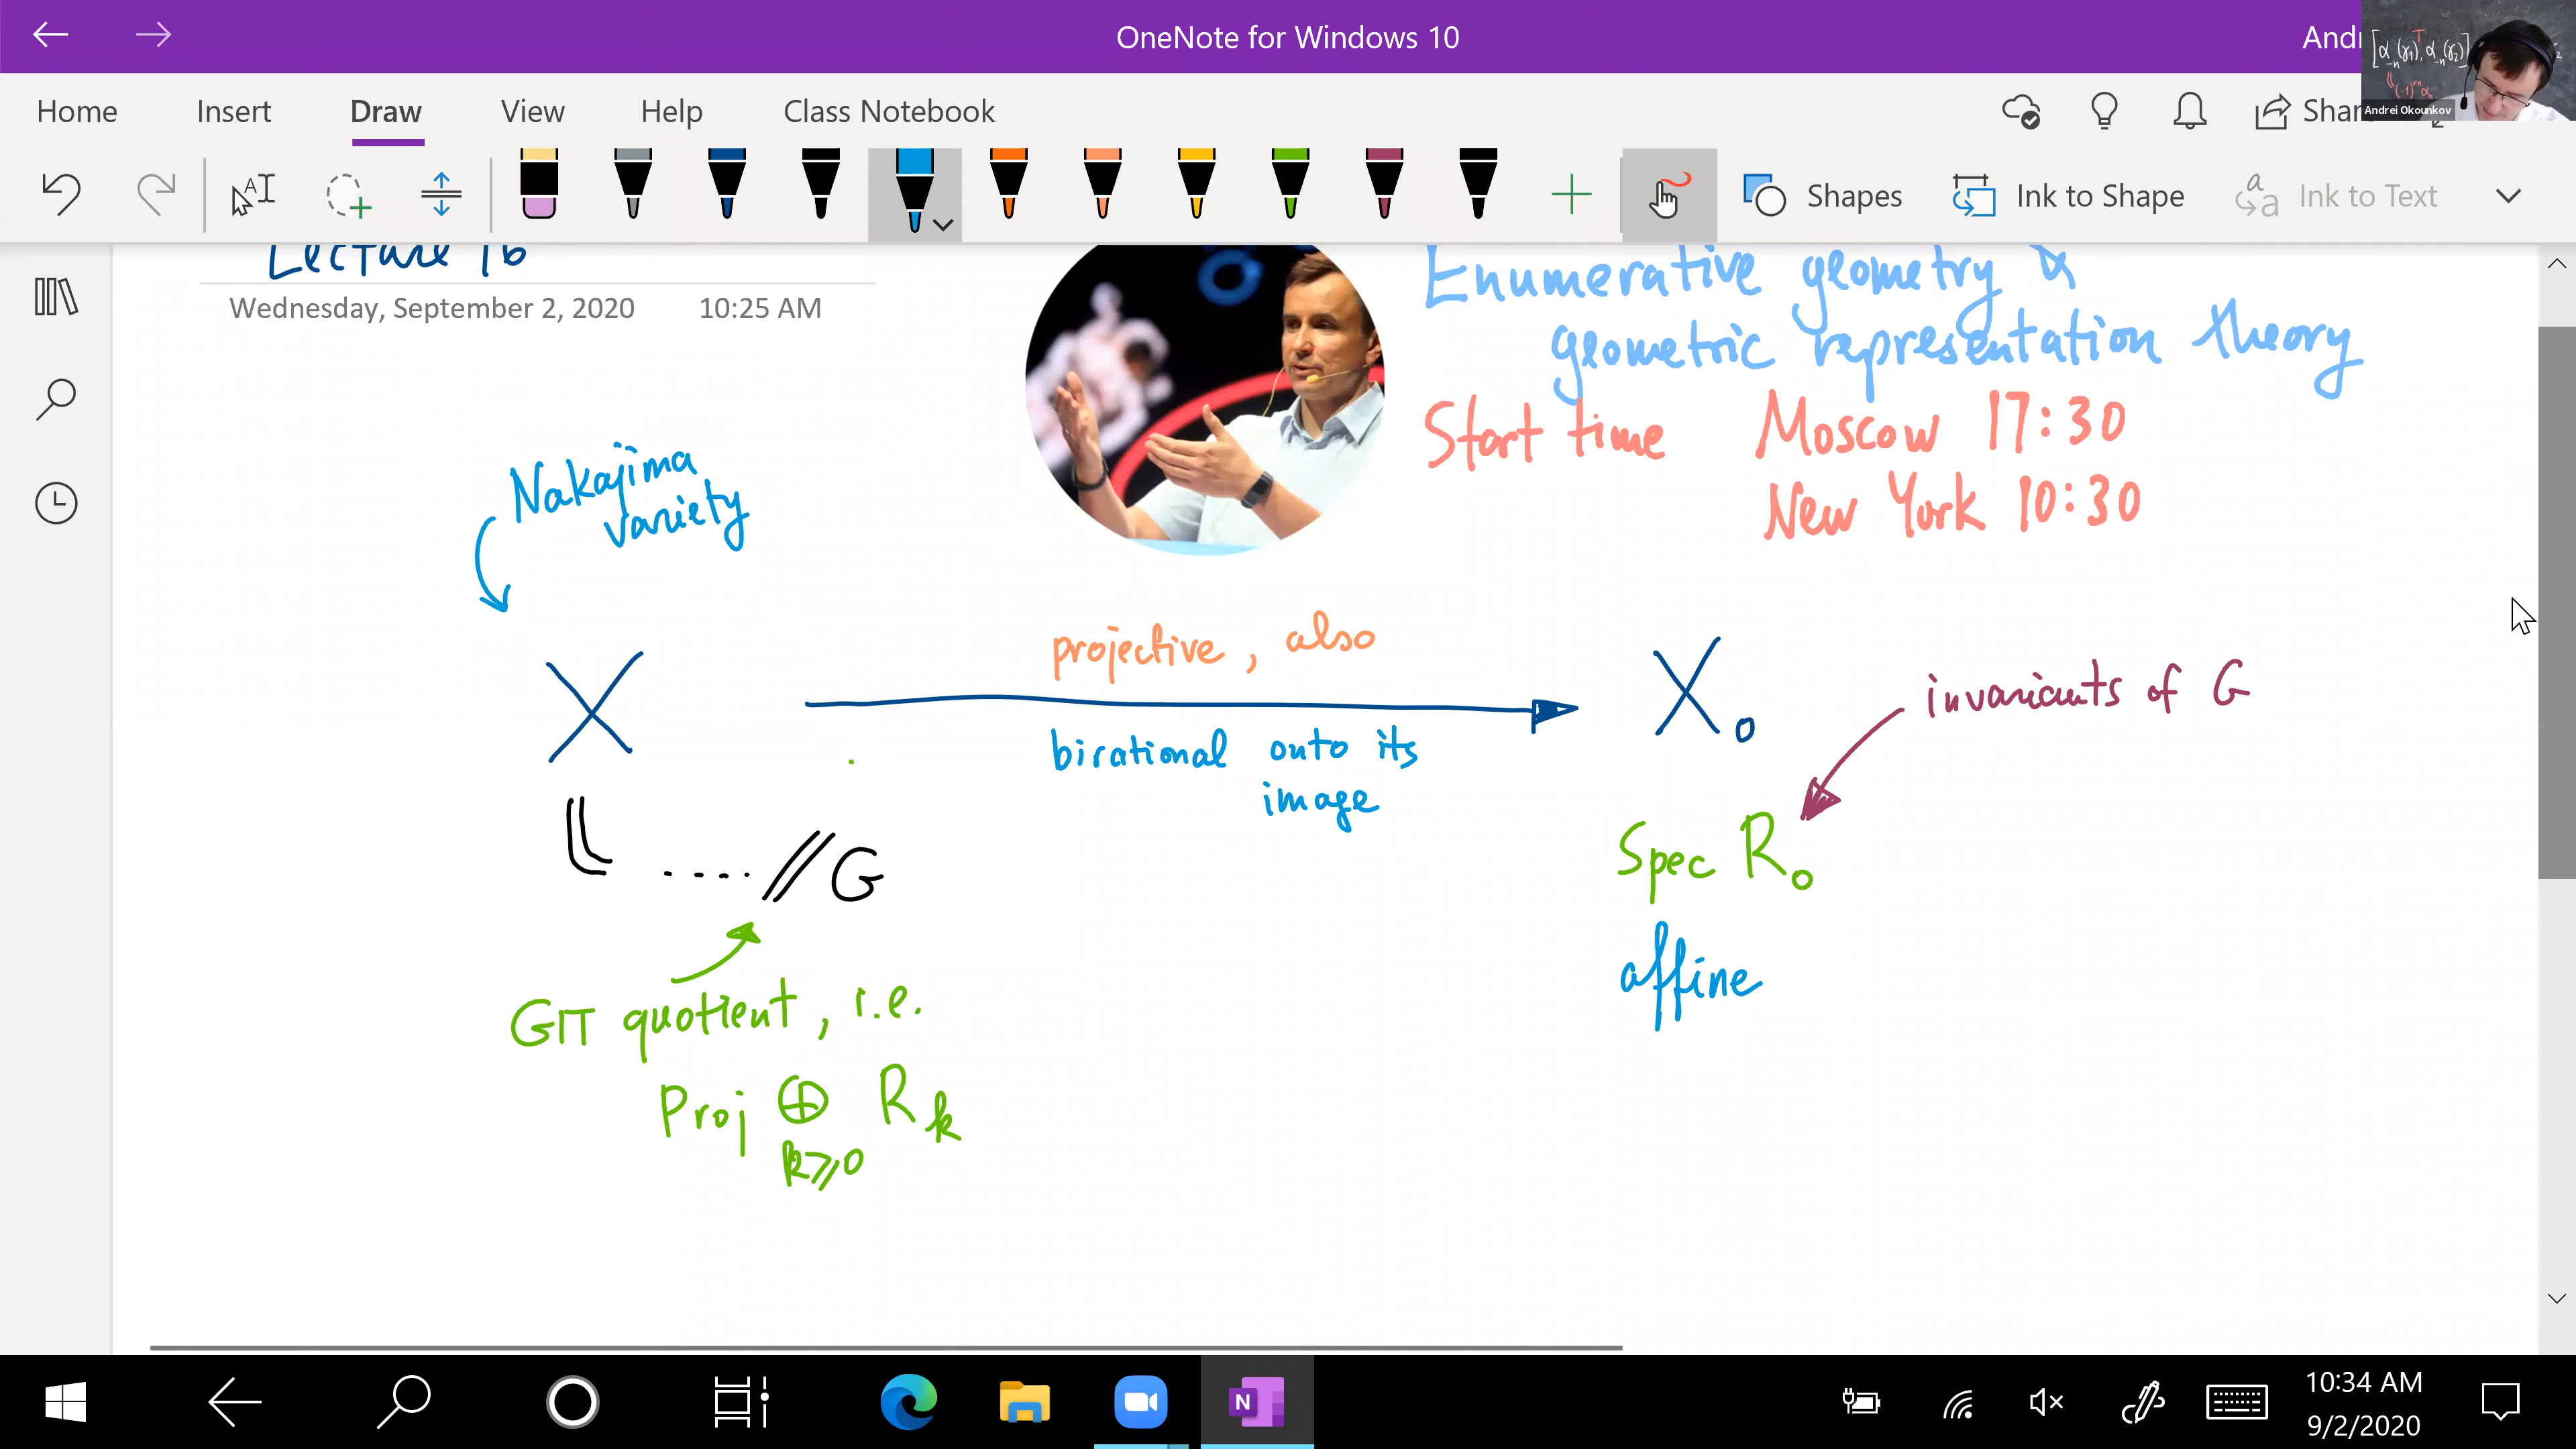 OneNote for Windows 10
Home Insert Draw View Help Class Notebook
Andrei Okounkov
Shapes Ink to Shape Ink to Text
Lecture 16
Wednesday, September 2, 2020 10:25 AM
Enumerative geometry &
geometric representation theory
Start time Moscow 17:30
New York 10:30
Nakajima
variety
projective, also
X
X₀
invariants of G
birational onto its
image
.... // G
Spec R₀
affine
GIT quotient, i.e.
Proj ⊕ R_k
k⩾0
10:34 AM
9/2/2020